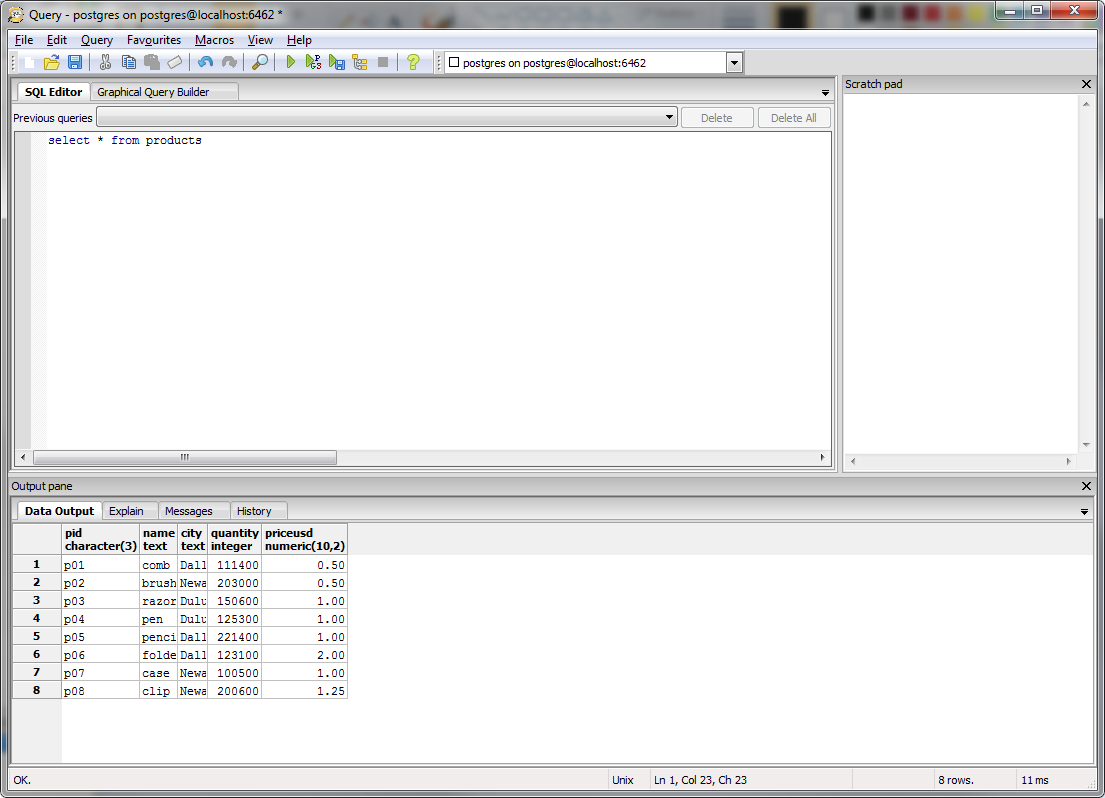 Query - postgres on postgres@localhost:6462 *
File Edit Query Favourites Macros View Help
postgres on postgres@localhost:6462
SQL Editor Graphical Query Builder
Scratch pad
Previous queries Delete Delete All
select * from products
Output pane
Data Output Explain Messages History
pid name city quantity priceusd
character(3) text text integer numeric(10,2)
1 p01 comb Dall 111400 0.50
2 p02 brush Newa 203000 0.50
3 p03 razor Dulu 150600 1.00
4 p04 pen Dulu 125300 1.00
5 p05 penci Dall 221400 1.00
6 p06 folde Dall 123100 2.00
7 p07 case Newa 100500 1.00
8 p08 clip Newa 200600 1.25
OK. Unix Ln 1, Col 23, Ch 23 8 rows. 11 ms